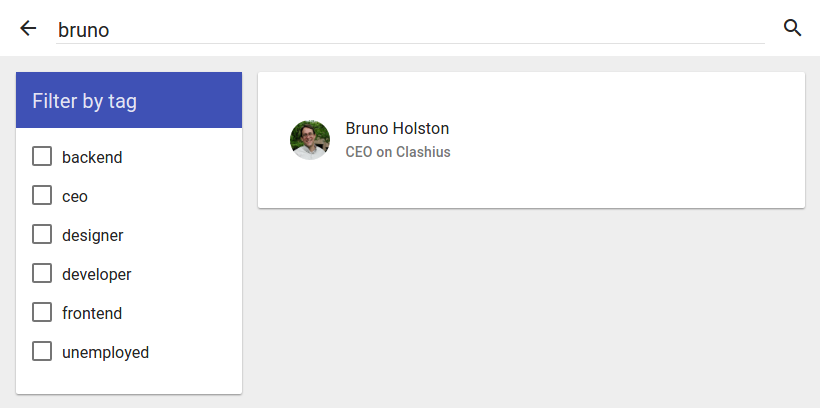 bruno
Filter by tag
backend
ceo
designer
developer
frontend
unemployed
Bruno Holston
CEO on Clashius